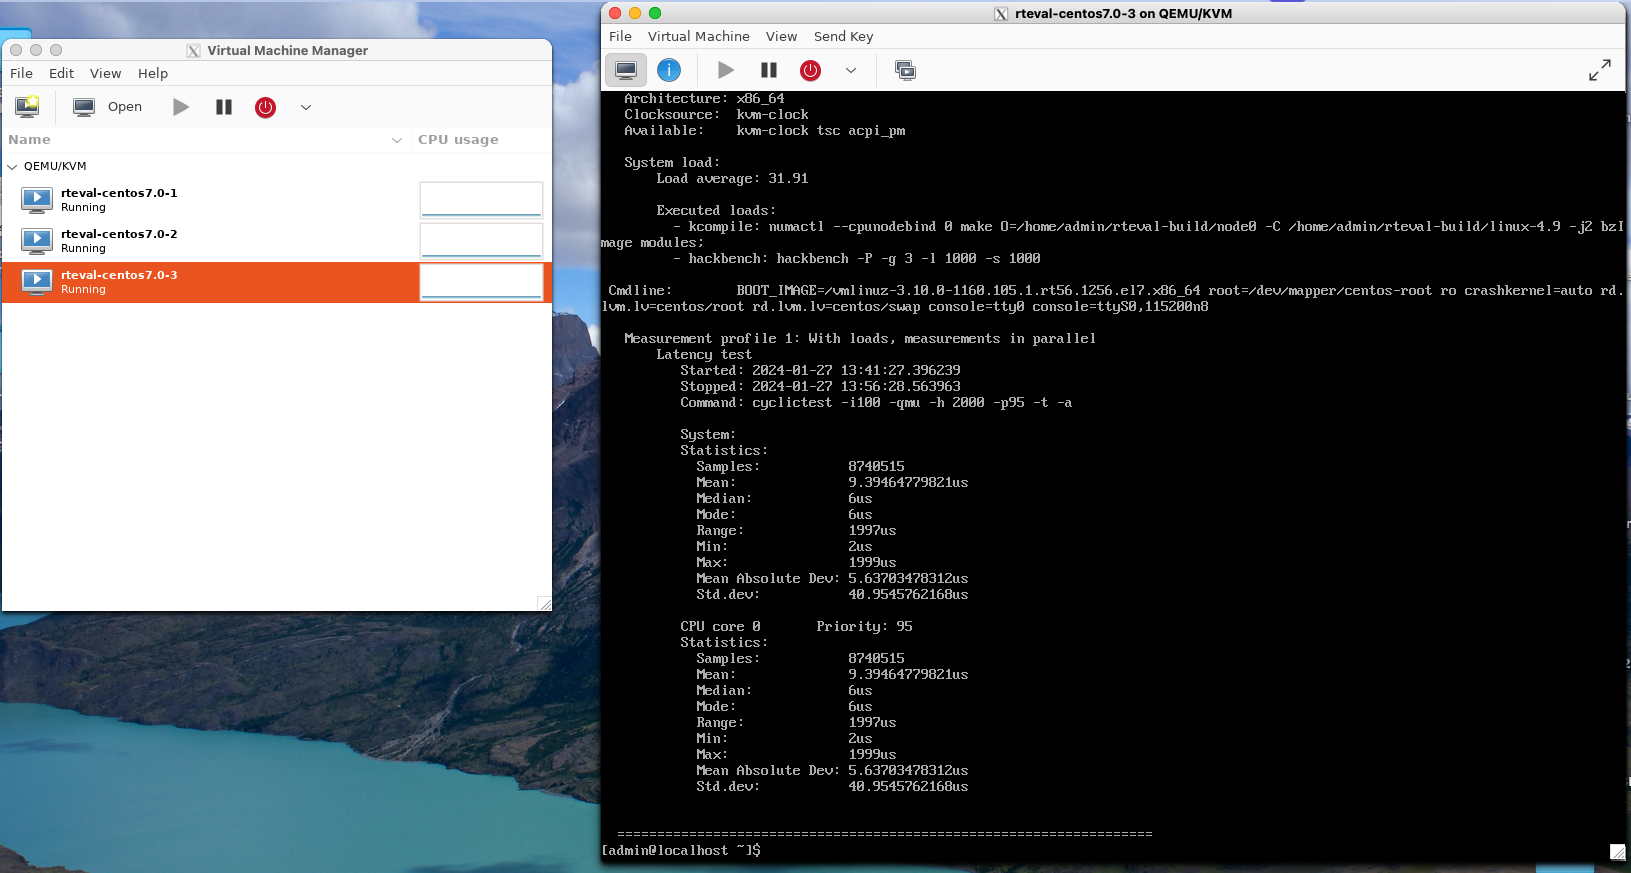 Virtual Machine Manager
File Edit View Help
Open
Name CPU usage
QEMU/KVM
rteval-centos7.0-1
Running
rteval-centos7.0-2
Running
rteval-centos7.0-3
Running
rteval-centos7.0-3 on QEMU/KVM
File Virtual Machine View Send Key
Architecture: x86_64
Clocksource: kvm-clock
Available: kvm-clock tsc acpi_pm
System load:
Load average: 31.91
Executed loads:
- kcompile: numactl --cpunodebind 0 make O=/home/admin/rteval-build/node0 -C /home/admin/rteval-build/linux-4.9 -j2 bzI
mage modules;
- hackbench: hackbench -P -g 3 -l 1000 -s 1000
Cmdline: BOOT_IMAGE=/vmlinuz-3.10.0-1160.105.1.rt56.1256.el7.x86_64 root=/dev/mapper/centos-root ro crashkernel=auto rd.
lvm.lv=centos/root rd.lvm.lv=centos/swap console=tty0 console=ttyS0,115200n8
Measurement profile 1: With loads, measurements in parallel
Latency test
Started: 2024-01-27 13:41:27.396239
Stopped: 2024-01-27 13:56:28.563963
Command: cyclictest -i100 -qmu -h 2000 -p95 -t -a
System:
Statistics:
Samples: 8740515
Mean: 9.39464779821us
Median: 6us
Mode: 6us
Range: 1997us
Min: 2us
Max: 1999us
Mean Absolute Dev: 5.63703478312us
Std.dev: 40.9545762168us
CPU core 0 Priority: 95
Statistics:
Samples: 8740515
Mean: 9.39464779821us
Median: 6us
Mode: 6us
Range: 1997us
Min: 2us
Max: 1999us
Mean Absolute Dev: 5.63703478312us
Std.dev: 40.9545762168us
===================================================================
[admin@localhost ~]$